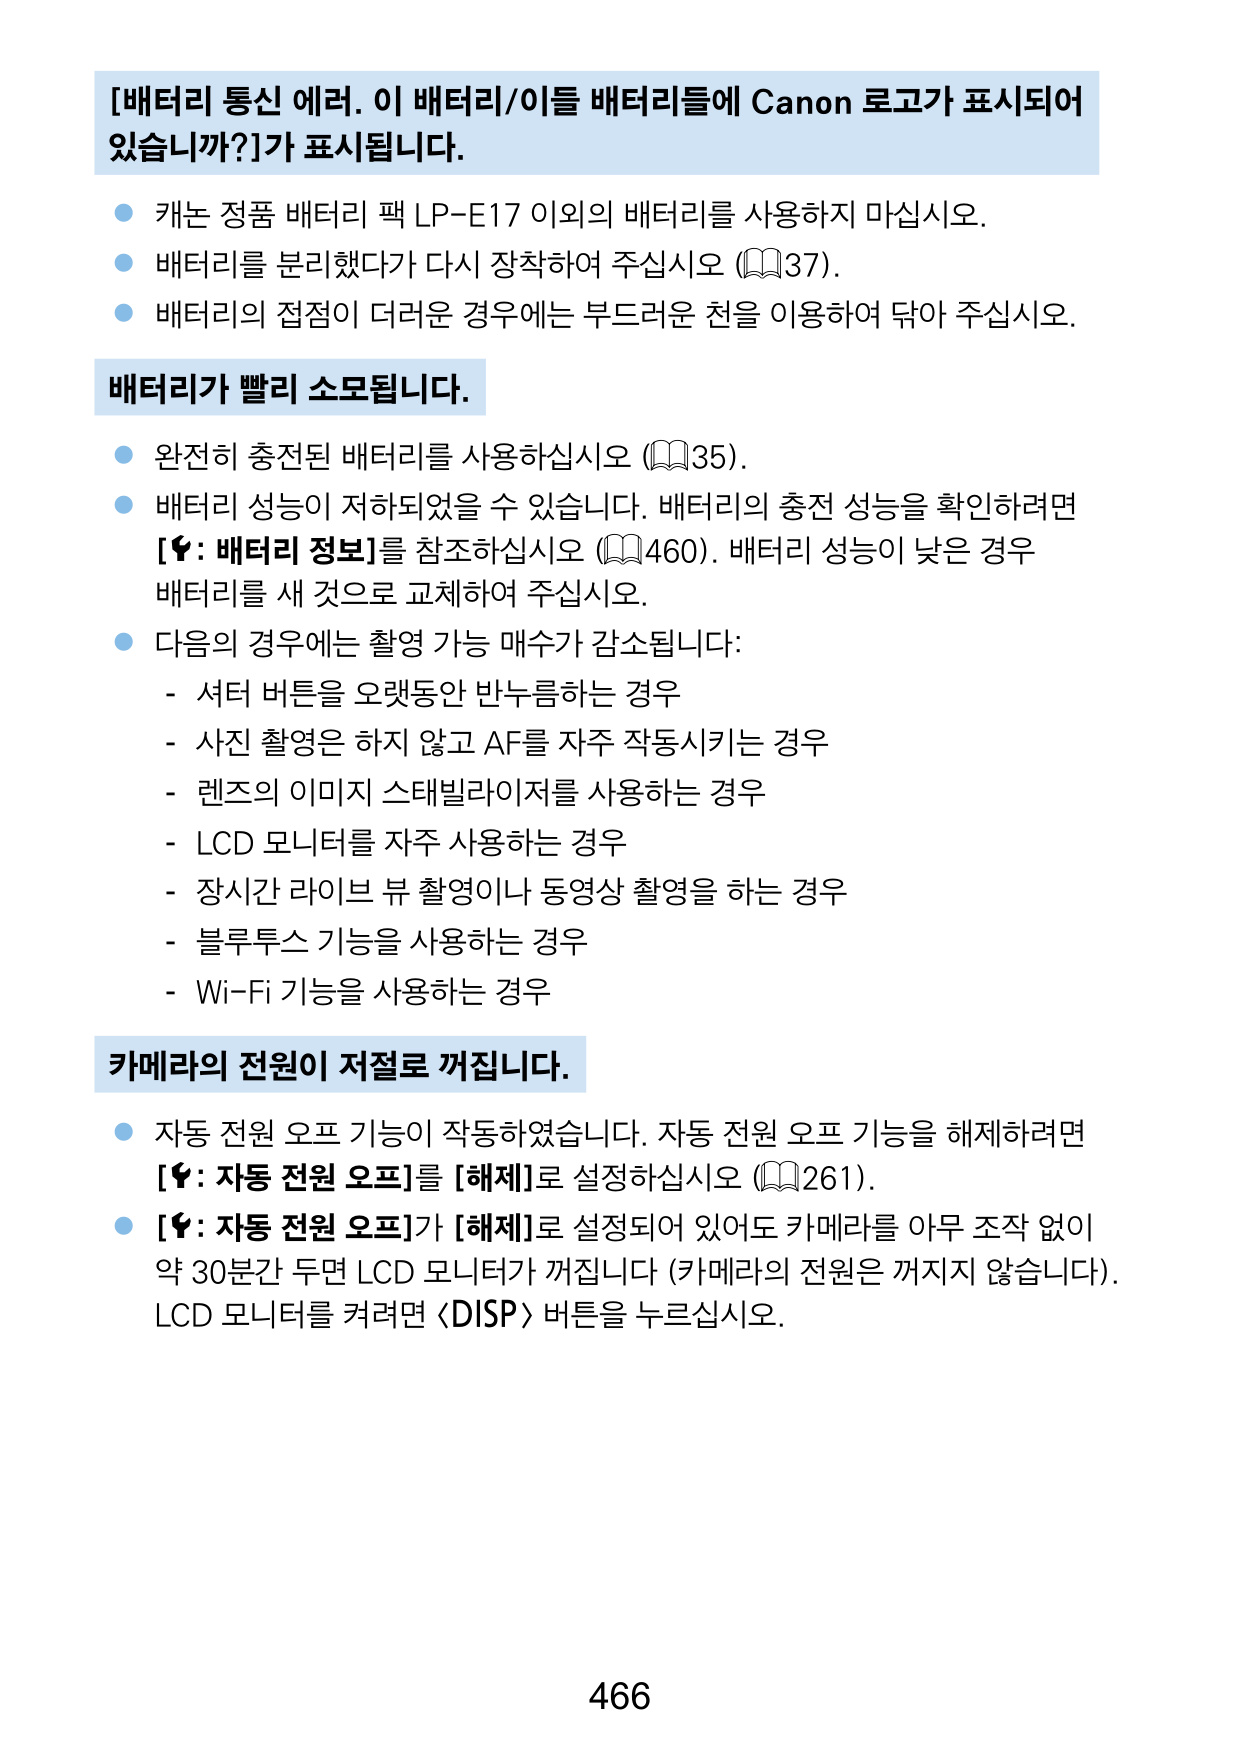 [배터리 통신 에러. 이 배터리/이들 배터리들에 Canon 로고가 표시되어
있습니까?]가 표시됩니다.
● 캐논 정품 배터리 팩 LP-E17 이외의 배터리를 사용하지 마십시오.
● 배터리를 분리했다가 다시 장착하여 주십시오 (37).
● 배터리의 접점이 더러운 경우에는 부드러운 천을 이용하여 닦아 주십시오.
배터리가 빨리 소모됩니다.
● 완전히 충전된 배터리를 사용하십시오 (35).
● 배터리 성능이 저하되었을 수 있습니다. 배터리의 충전 성능을 확인하려면
[: 배터리 정보]를 참조하십시오 (460). 배터리 성능이 낮은 경우
배터리를 새 것으로 교체하여 주십시오.
● 다음의 경우에는 촬영 가능 매수가 감소됩니다:
- 셔터 버튼을 오랫동안 반누름하는 경우
- 사진 촬영은 하지 않고 AF를 자주 작동시키는 경우
- 렌즈의 이미지 스태빌라이저를 사용하는 경우
- LCD 모니터를 자주 사용하는 경우
- 장시간 라이브 뷰 촬영이나 동영상 촬영을 하는 경우
- 블루투스 기능을 사용하는 경우
- Wi-Fi 기능을 사용하는 경우
카메라의 전원이 저절로 꺼집니다.
● 자동 전원 오프 기능이 작동하였습니다. 자동 전원 오프 기능을 해제하려면
[: 자동 전원 오프]를 [해제]로 설정하십시오 (261).
● [: 자동 전원 오프]가 [해제]로 설정되어 있어도 카메라를 아무 조작 없이
약 30분간 두면 LCD 모니터가 꺼집니다 (카메라의 전원은 꺼지지 않습니다).
LCD 모니터를 켜려면 <DISP> 버튼을 누르십시오.
466